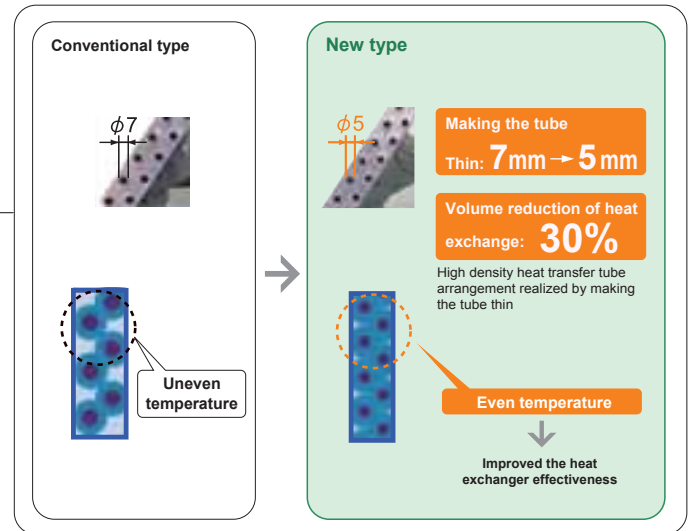 Conventional type
ϕ7
Uneven
temperature
New type
ϕ5
Making the tube
Thin: 7mm→5mm
Volume reduction of heat
exchange: 30%
High density heat transfer tube
arrangement realized by making
the tube thin
Even temperature
Improved the heat
exchanger effectiveness